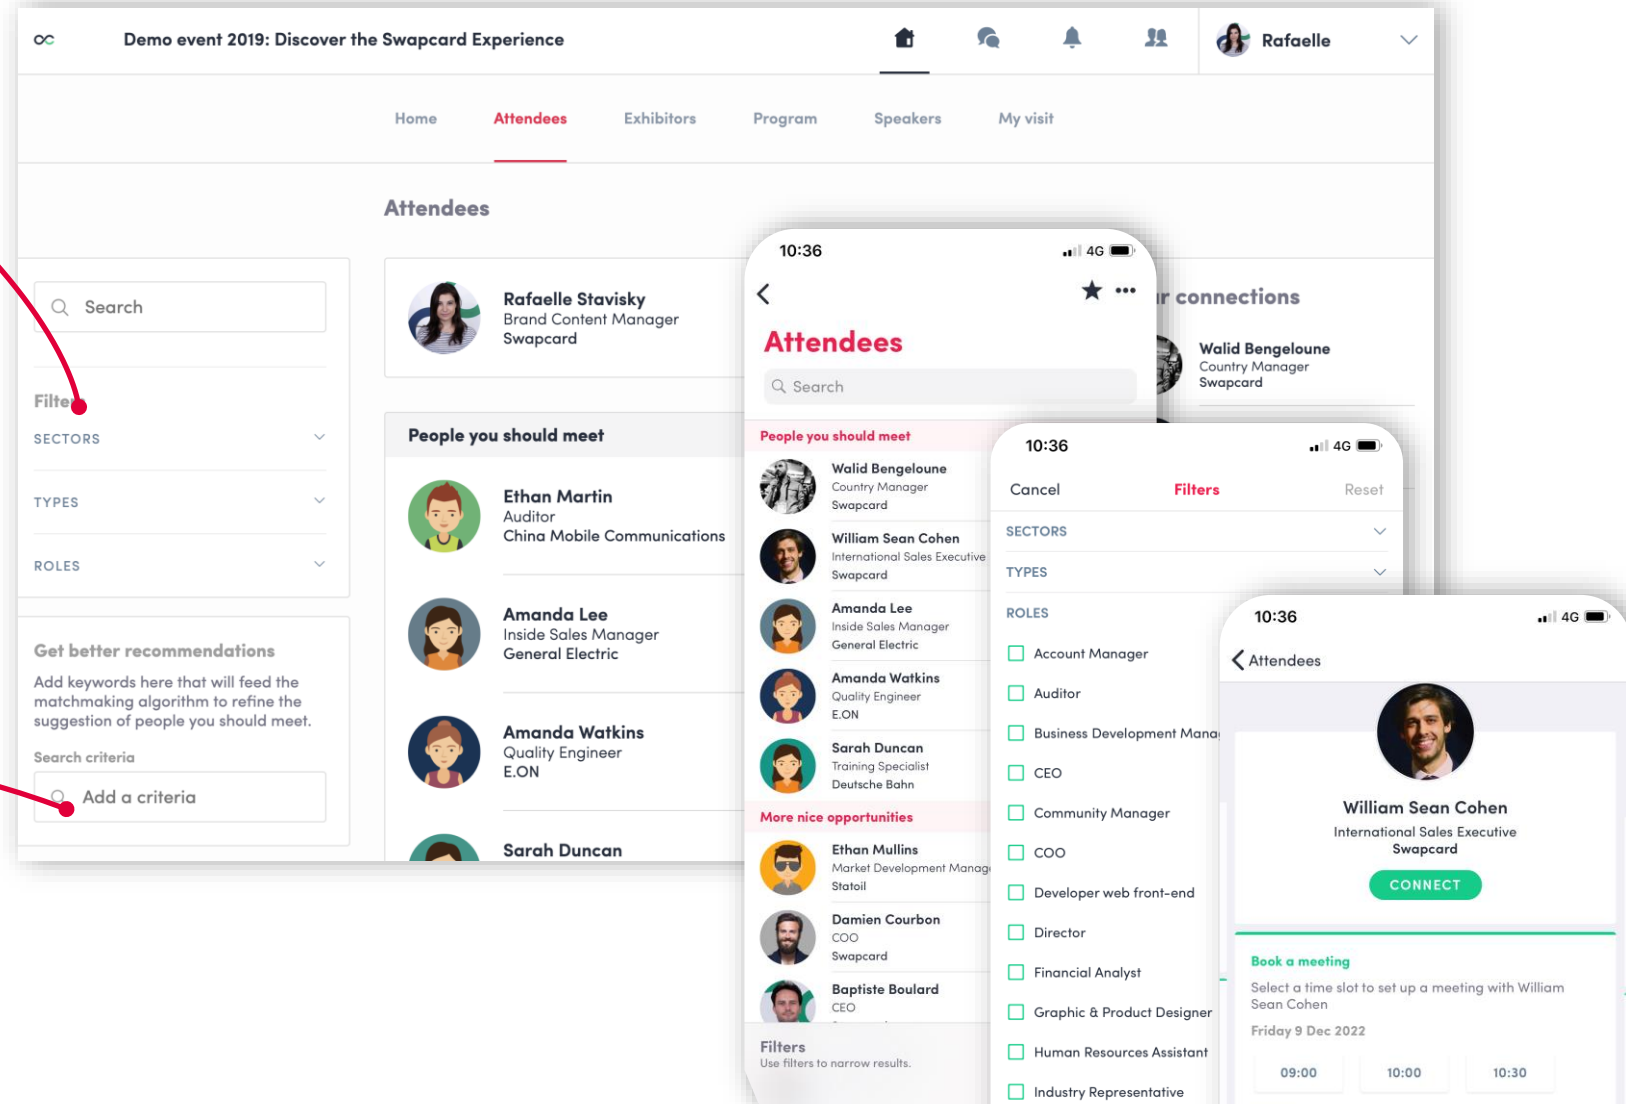 Demo event 2019: Discover the Swapcard Experience
Rafaelle
Home Attendees Exhibitors Program Speakers My visit
Attendees
Search
Filters
SECTORS
TYPES
ROLES
Get better recommendations
Add keywords here that will feed the
matchmaking algorithm to refine the
suggestion of people you should meet.
Search criteria
Add a criteria
Rafaelle Stavisky
Brand Content Manager
Swapcard
People you should meet
Ethan Martin
Auditor
China Mobile Communications
Amanda Lee
Inside Sales Manager
General Electric
Amanda Watkins
Quality Engineer
E.ON
Sarah Duncan
connections
Walid Bengeloune
Country Manager
Swapcard
10:36 4G
Attendees
Search
People you should meet
Walid Bengeloune
Country Manager
Swapcard
William Sean Cohen
International Sales Executive
Swapcard
Amanda Lee
Inside Sales Manager
General Electric
Amanda Watkins
Quality Engineer
E.ON
Sarah Duncan
Training Specialist
Deutsche Bahn
More nice opportunities
Ethan Mullins
Market Development Manag
Statoil
Damien Courbon
COO
Swapcard
Baptiste Boulard
CEO
Filters
Use filters to narrow results.
10:36 4G
Cancel Filters Reset
SECTORS
TYPES
ROLES
Account Manager
Auditor
Business Development Mana
CEO
Community Manager
COO
Developer web front-end
Director
Financial Analyst
Graphic & Product Designer
Human Resources Assistant
Industry Representative
10:36 4G
Attendees
William Sean Cohen
International Sales Executive
Swapcard
CONNECT
Book a meeting
Select a time slot to set up a meeting with William
Sean Cohen
Friday 9 Dec 2022
09:00 10:00 10:30